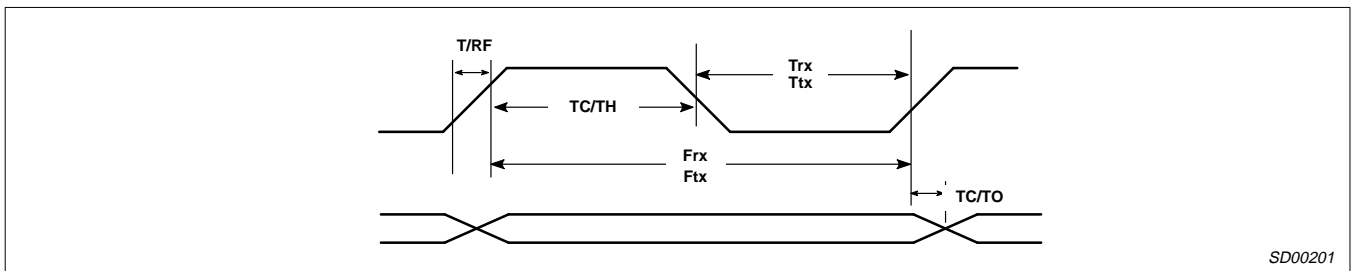 T/RF
Trx
Ttx
TC/TH
Frx
Ftx
TC/TO
SD00201